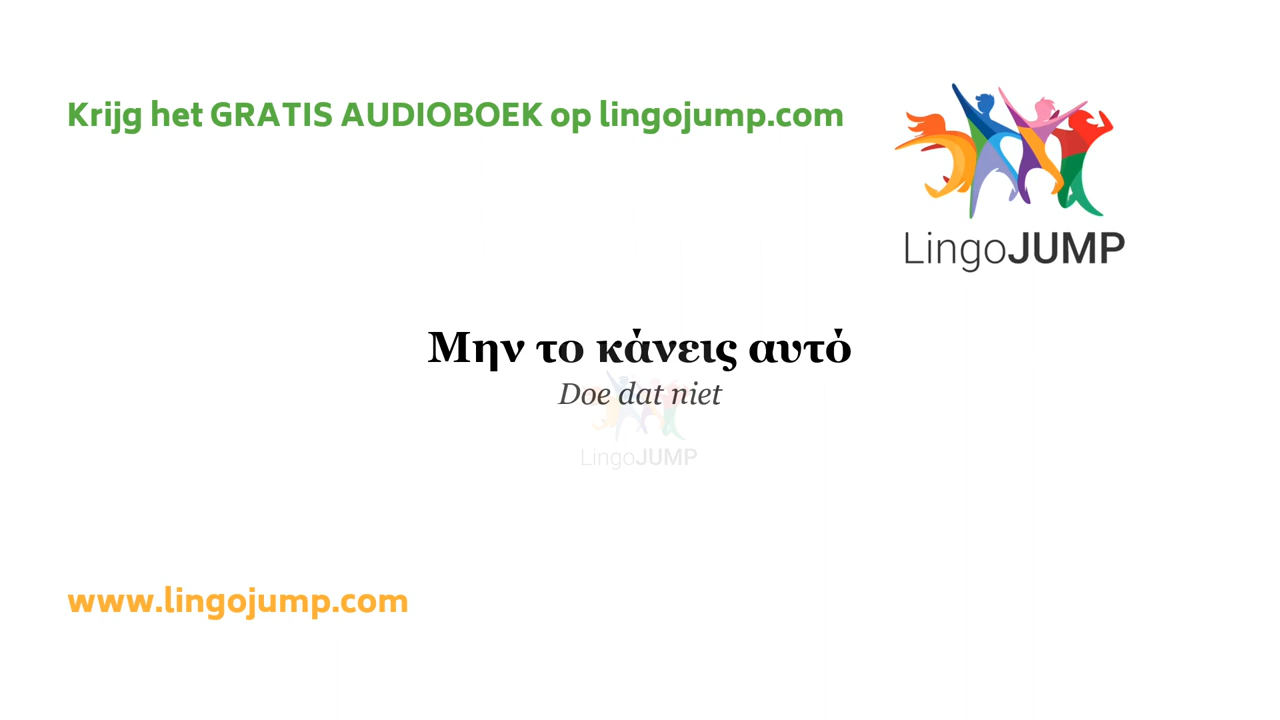 Krijg het GRATIS AUDIOBOEK op lingojump.com
LingoJUMP
Μην το κάνεις αυτό
Doe dat niet
LingoJUMP
www.lingojump.com